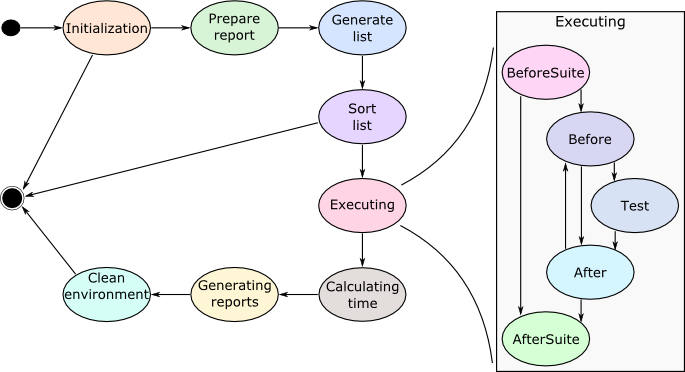 Initialization
Prepare
report
Generate
list
Sort
list
Executing
Calculating
time
Generating
reports
Clean
environment
Executing
BeforeSuite
Before
Test
After
AfterSuite